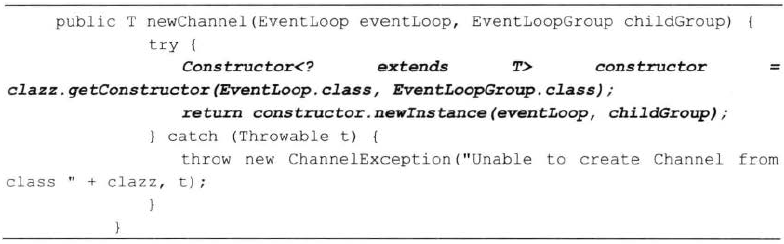 public T newChannel(EventLoop eventLoop, EventLoopGroup childGroup) {
try {
Constructor<? extends T> constructor =
clazz.getConstructor(EventLoop.class, EventLoopGroup.class);
return constructor.newInstance(eventLoop, childGroup);
} catch (Throwable t) {
throw new ChannelException("Unable to create Channel from
class " + clazz, t);
}
}